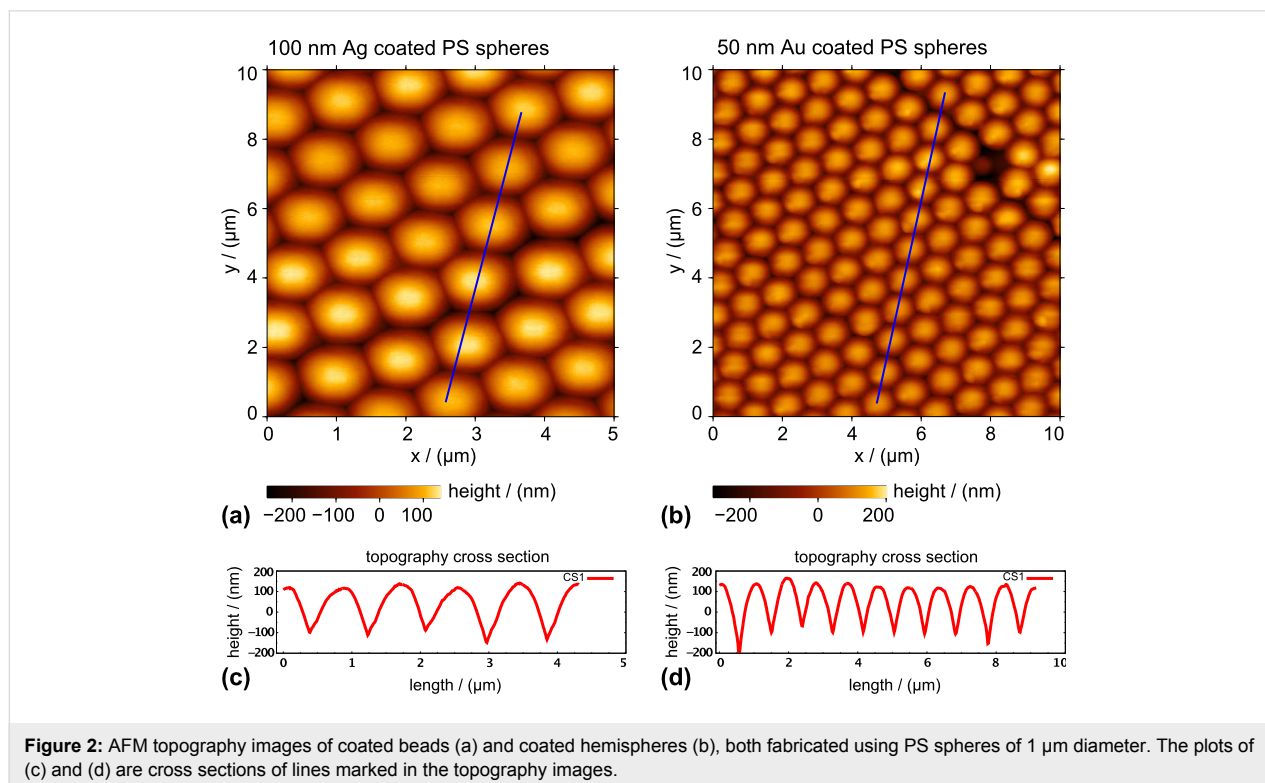 100 nm Ag coated PS spheres
10
8
6
4
2
0
y / (µm)
0 1 2 3 4 5
x / (µm)
height / (nm)
−200 −100 0 100
(a)
50 nm Au coated PS spheres
10
8
6
4
2
0
y / (µm)
0 2 4 6 8 10
x / (µm)
height / (nm)
−200 0 200
(b)
topography cross section
CS1
200
100
0
−100
−200
height / (nm)
0 1 2 3 4 5
length / (µm)
(c)
topography cross section
CS1
200
100
0
−100
−200
height / (nm)
0 2 4 6 8 10
length / (µm)
(d)
Figure 2: AFM topography images of coated beads (a) and coated hemispheres (b), both fabricated using PS spheres of 1 µm diameter. The plots of
(c) and (d) are cross sections of lines marked in the topography images.